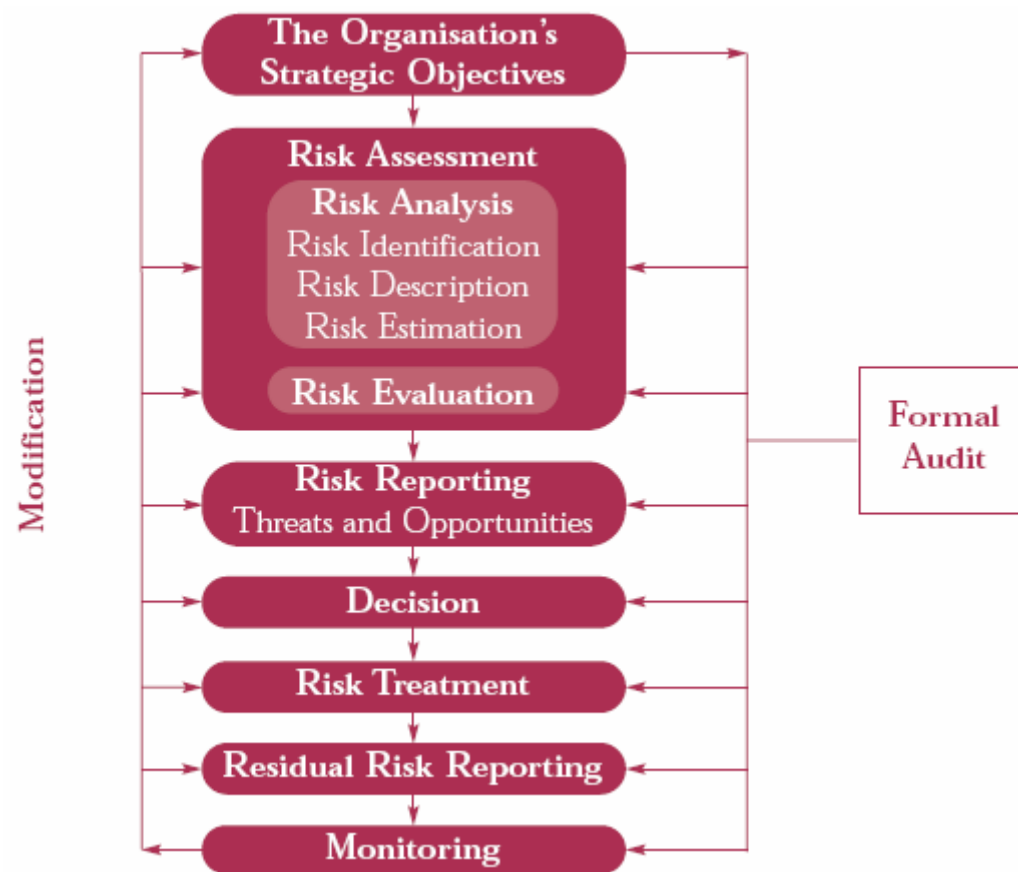 The Organisation's
Strategic Objectives
Risk Assessment
Risk Analysis
Risk Identification
Risk Description
Risk Estimation
Risk Evaluation
Risk Reporting
Threats and Opportunities
Decision
Risk Treatment
Residual Risk Reporting
Monitoring
Modification
Formal
Audit